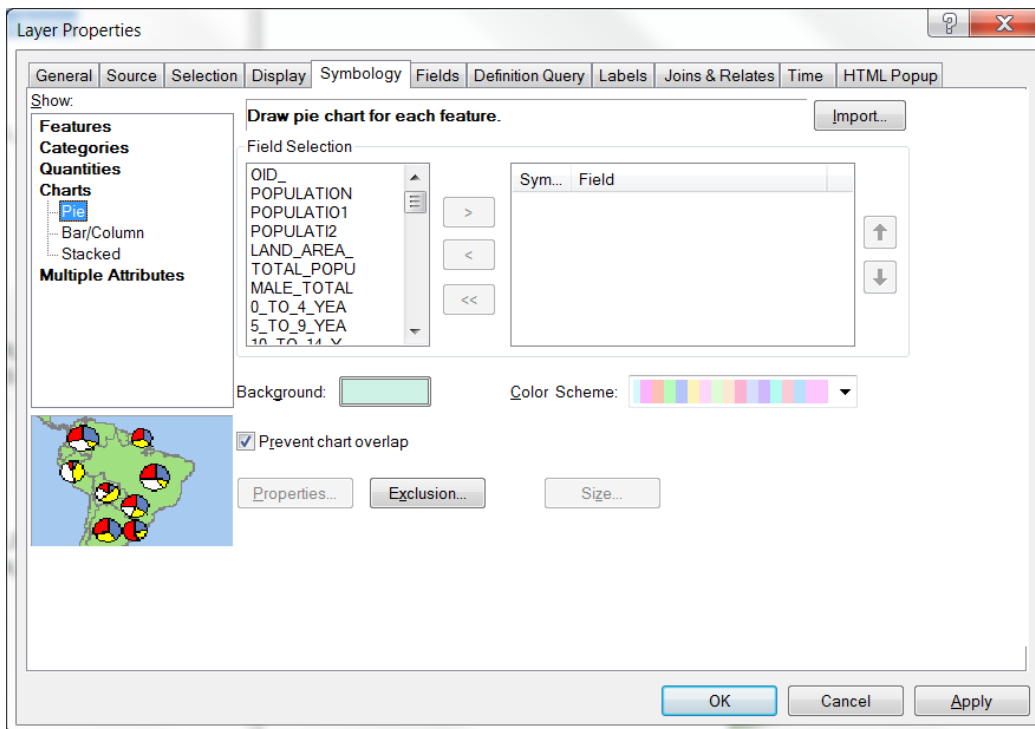 Layer Properties
General Source Selection Display Symbology Fields Definition Query Labels Joins & Relates Time HTML Popup
Show:
Features
Categories
Quantities
Charts
Pie
Bar/Column
Stacked
Multiple Attributes
Draw pie chart for each feature.
Import...
Field Selection
OID_
POPULATION
POPULATIO1
POPULATI2
LAND_AREA_
TOTAL_POPU
MALE_TOTAL
0_TO_4_YEA
5_TO_9_YEA
10_TO_14_Y
>
<
<<
Sym... Field
Background:
Color Scheme:
Prevent chart overlap
Properties... Exclusion... Size...
OK Cancel Apply